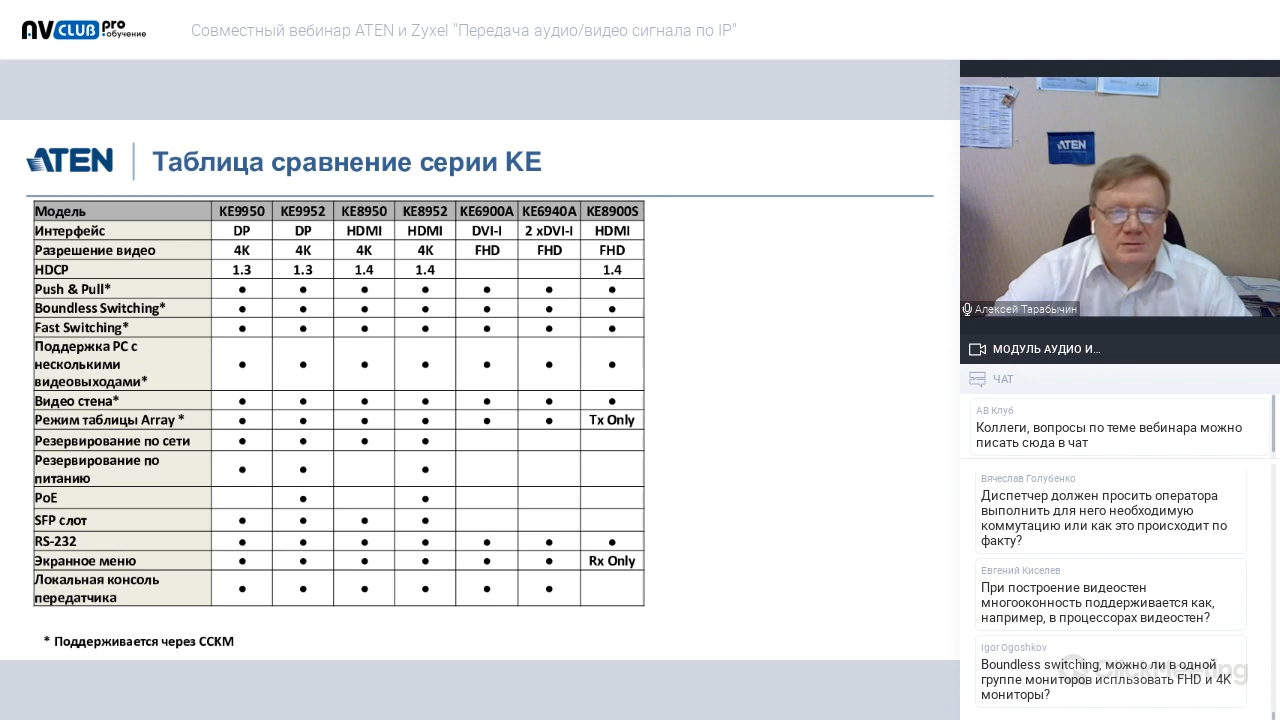 AVCLUB pro
обучение
Совместный вебинар ATEN и Zyxel "Передача аудио/видео сигнала по IP"
ATEN
Таблица сравнение серии KE
Модель KE9950 KE9952 KE8950 KE8952 KE6900A KE6940A KE8900S
Интерфейс DP DP HDMI HDMI DVI-I 2 xDVI-I HDMI
Разрешение видео 4K 4K 4K 4K FHD FHD FHD
HDCP 1.3 1.3 1.4 1.4 1.4
Push & Pull* ● ● ● ● ● ● ●
Boundless Switching* ● ● ● ● ● ● ●
Fast Switching* ● ● ● ● ● ● ●
Поддержка PC с
несколькими
видеовыходами* ● ● ● ● ● ● ●
Видео стена* ● ● ● ● ● ● ●
Режим таблицы Array * ● ● ● ● ● ● Tx Only
Резервирование по сети ● ● ● ●
Резервирование по
питанию ● ● ●
PoE ● ●
SFP слот ● ● ● ●
RS-232 ● ● ● ● ● ● ●
Экранное меню ● ● ● ● ● ● Rx Only
Локальная консоль
передатчика ● ● ● ● ● ●
* Поддерживается через CCKM
ATEN
Алексей Тарабычин
МОДУЛЬ АУДИО И...
ЧАТ
АВ Клуб
Коллеги, вопросы по теме вебинара можно
писать сюда в чат
Вячеслав Голубенко
Диспетчер должен просить оператора
выполнить для него необходимую
коммутацию или как это происходит по
факту?
Евгений Киселев
При построение видеостен
многооконность поддерживается как,
например, в процессорах видеостен?
Igor Ogoshkov
Boundless switching, можно ли в одной
группе мониторов испльзовать FHD и 4K
мониторы?
ClickMeeting